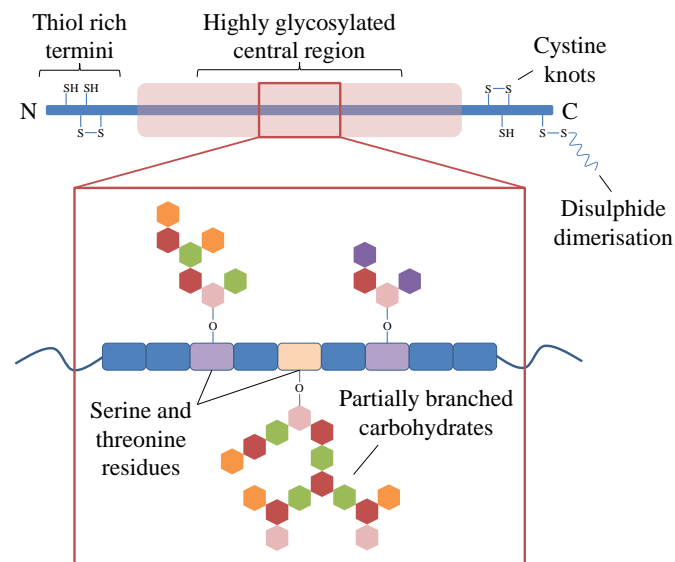 Thiol rich
termini
Highly glycosylated
central region
Cystine
knots
SH SH
S S
N
C
S S
SH
S S
Disulphide
dimerisation
O
O
O
Serine and
threonine
residues
Partially branched
carbohydrates